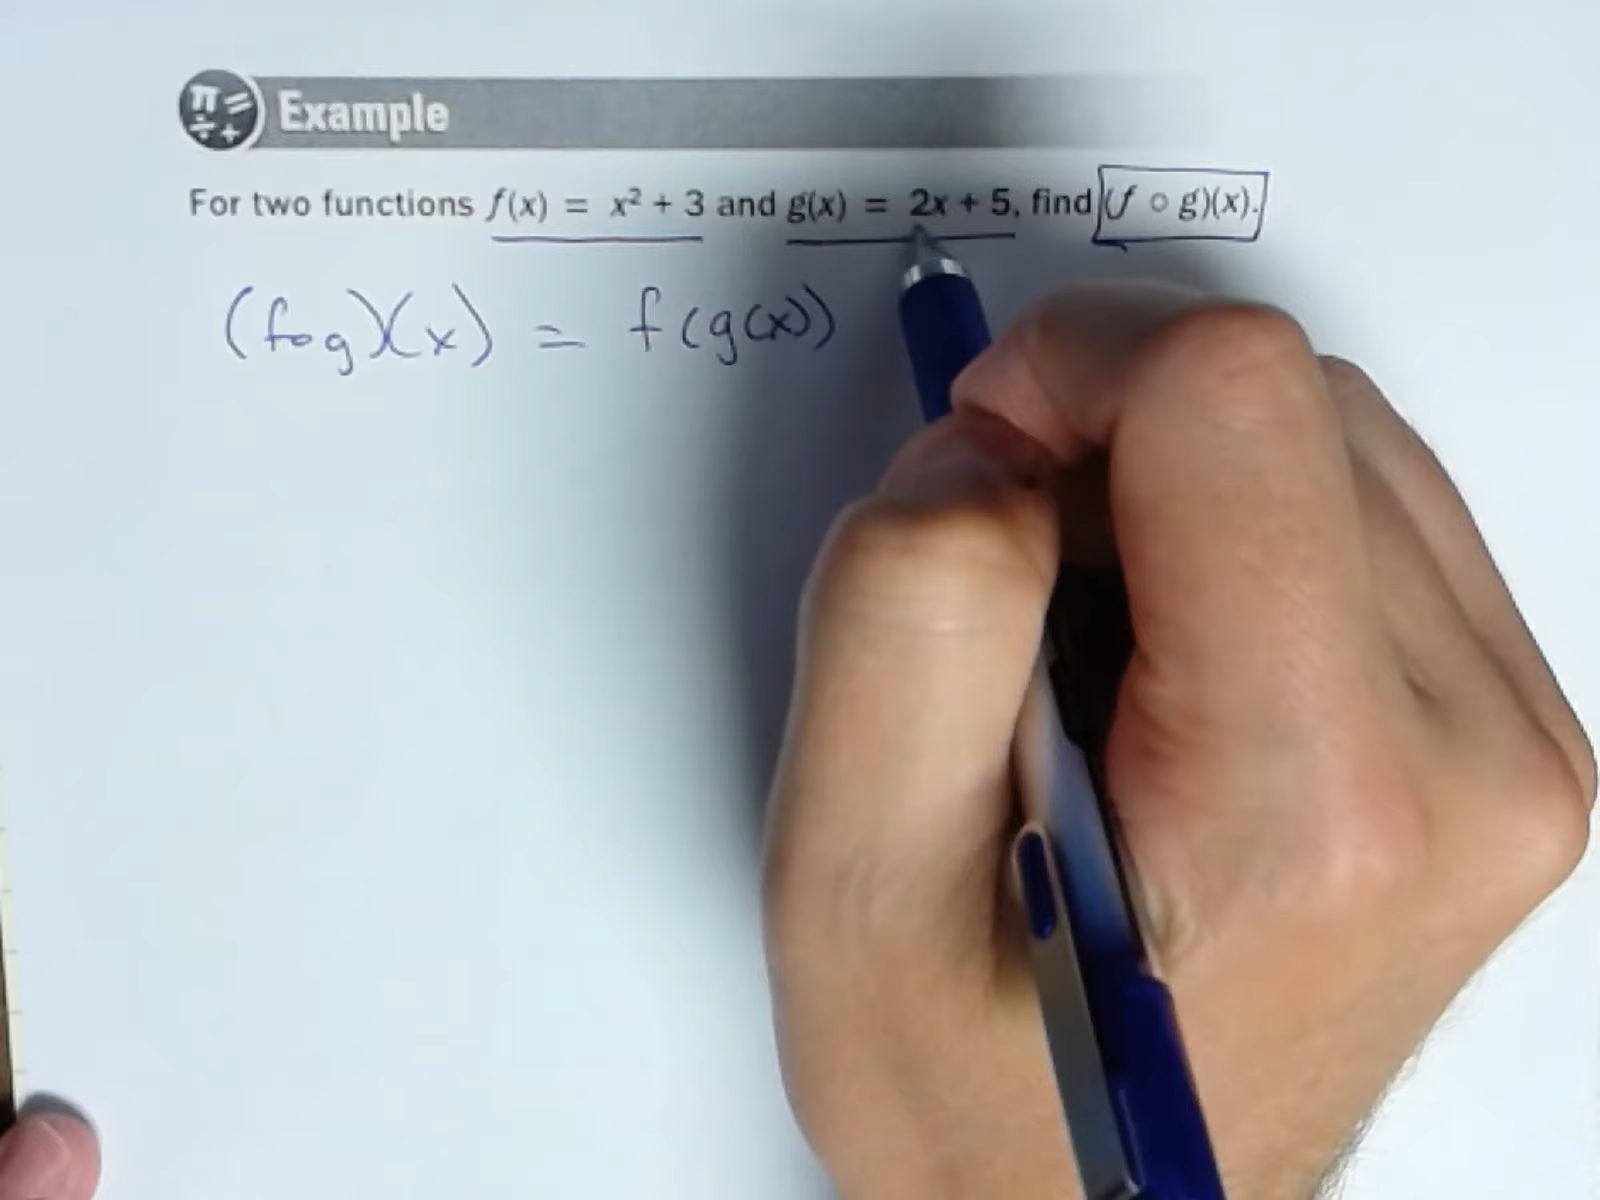 Example
For two functions f(x) = x² + 3 and g(x) = 2x + 5, find (f ∘ g)(x).
(f∘g)(x) = f(g(x))